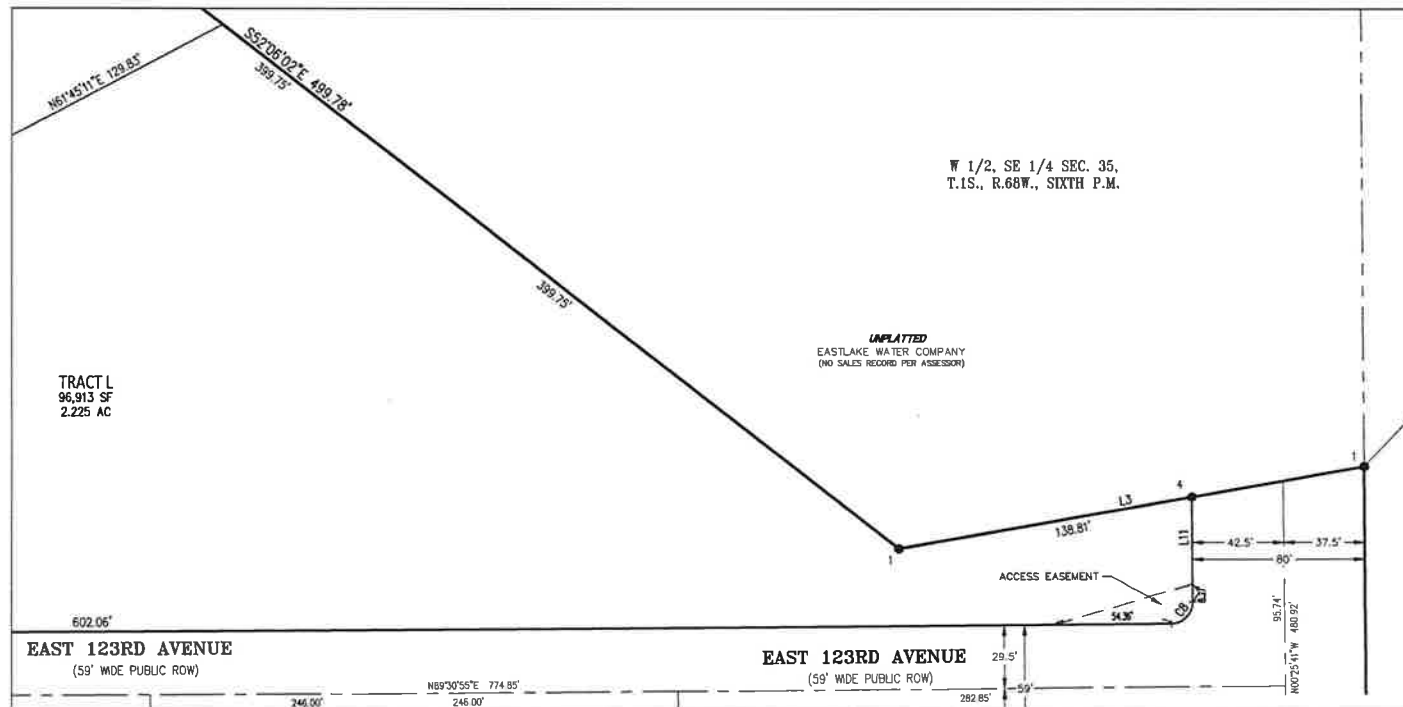 N61°45'11"E 129.83'
S52°06'02"E 499.78'
399.75'
W 1/2, SE 1/4 SEC. 35,
T.1S., R.68W., SIXTH P.M.
399.75'
UNPLATTED
EASTLAKE WATER COMPANY
(NO SALES RECORD PER ASSESSOR)
TRACT L
96,913 SF
2.225 AC
1
4
L3
138.81'
1
L11
42.5'
37.5'
80'
ACCESS EASEMENT
C8
54.36'
602.06'
95.74'
N00°25'41"W 480.92'
EAST 123RD AVENUE
(59' WIDE PUBLIC ROW)
EAST 123RD AVENUE
(59' WIDE PUBLIC ROW)
29.5'
59'
N89°30'55"E 774.85'
246.00'
246.00'
282.85'